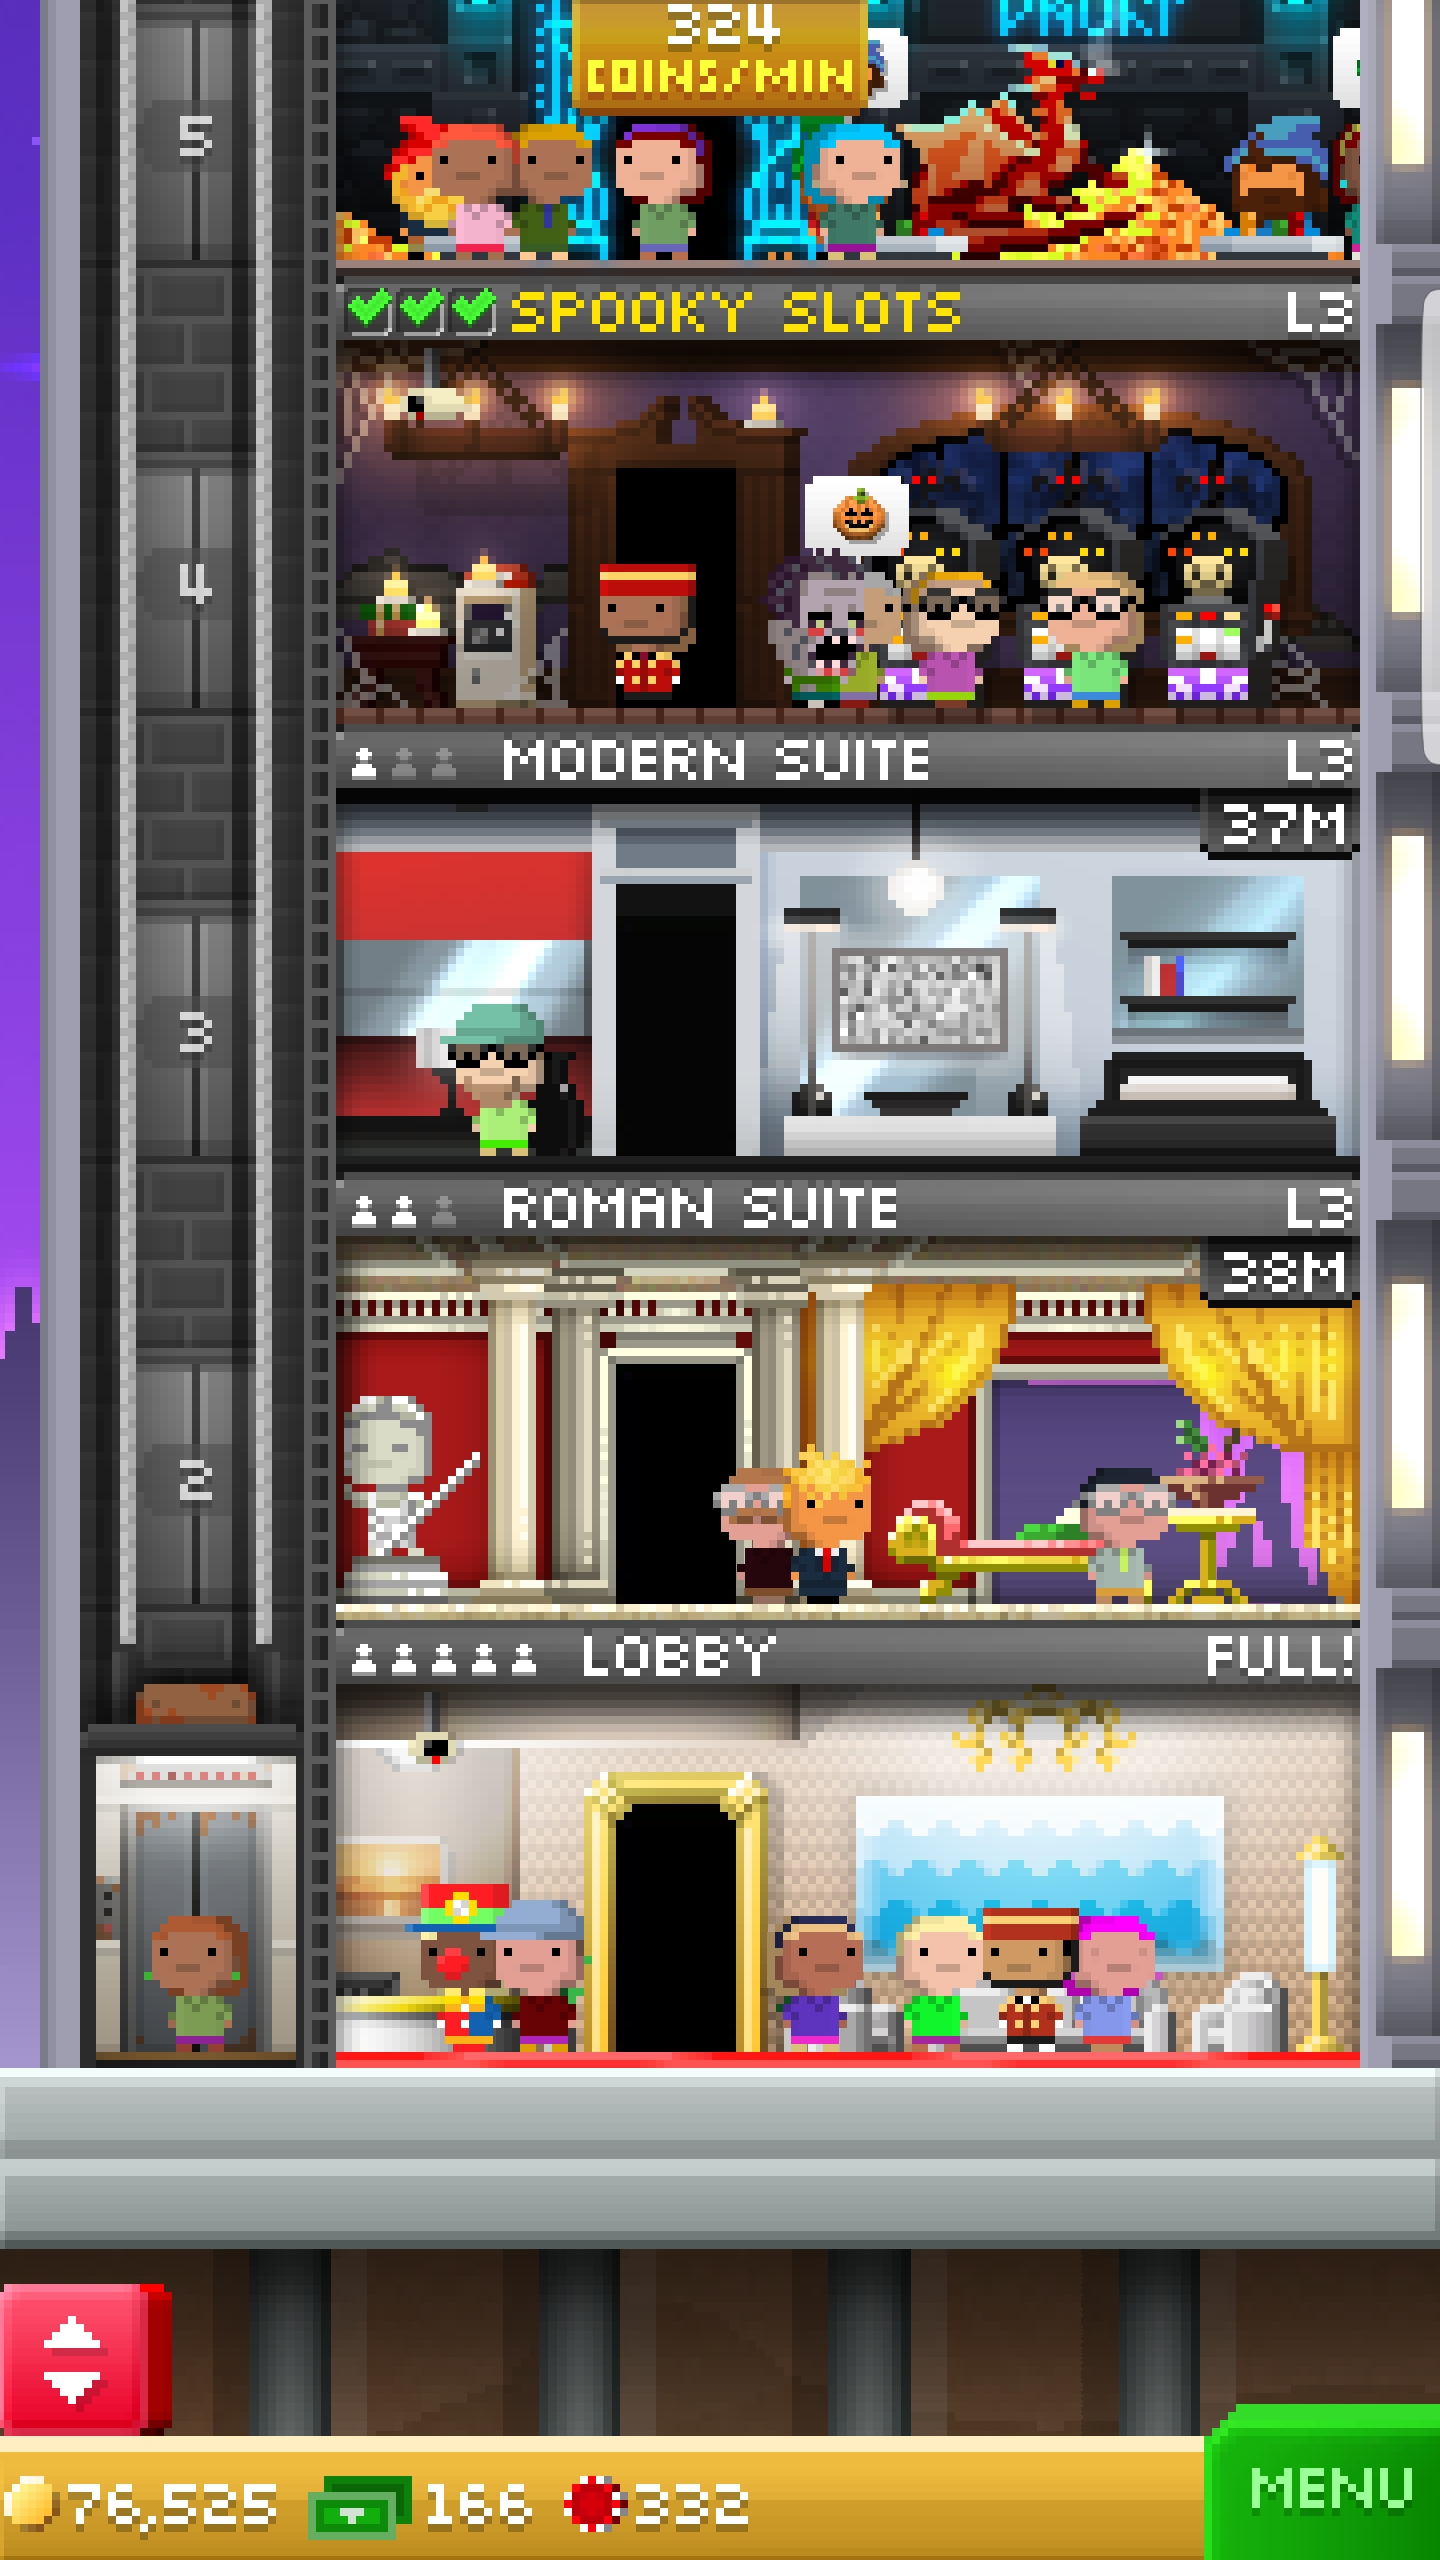 324
COINS/MIN
5
SPOOKY SLOTS L3
4
MODERN SUITE L3
37M
3
ROMAN SUITE L3
38M
2
LOBBY FULL!
76,525 166 332
MENU